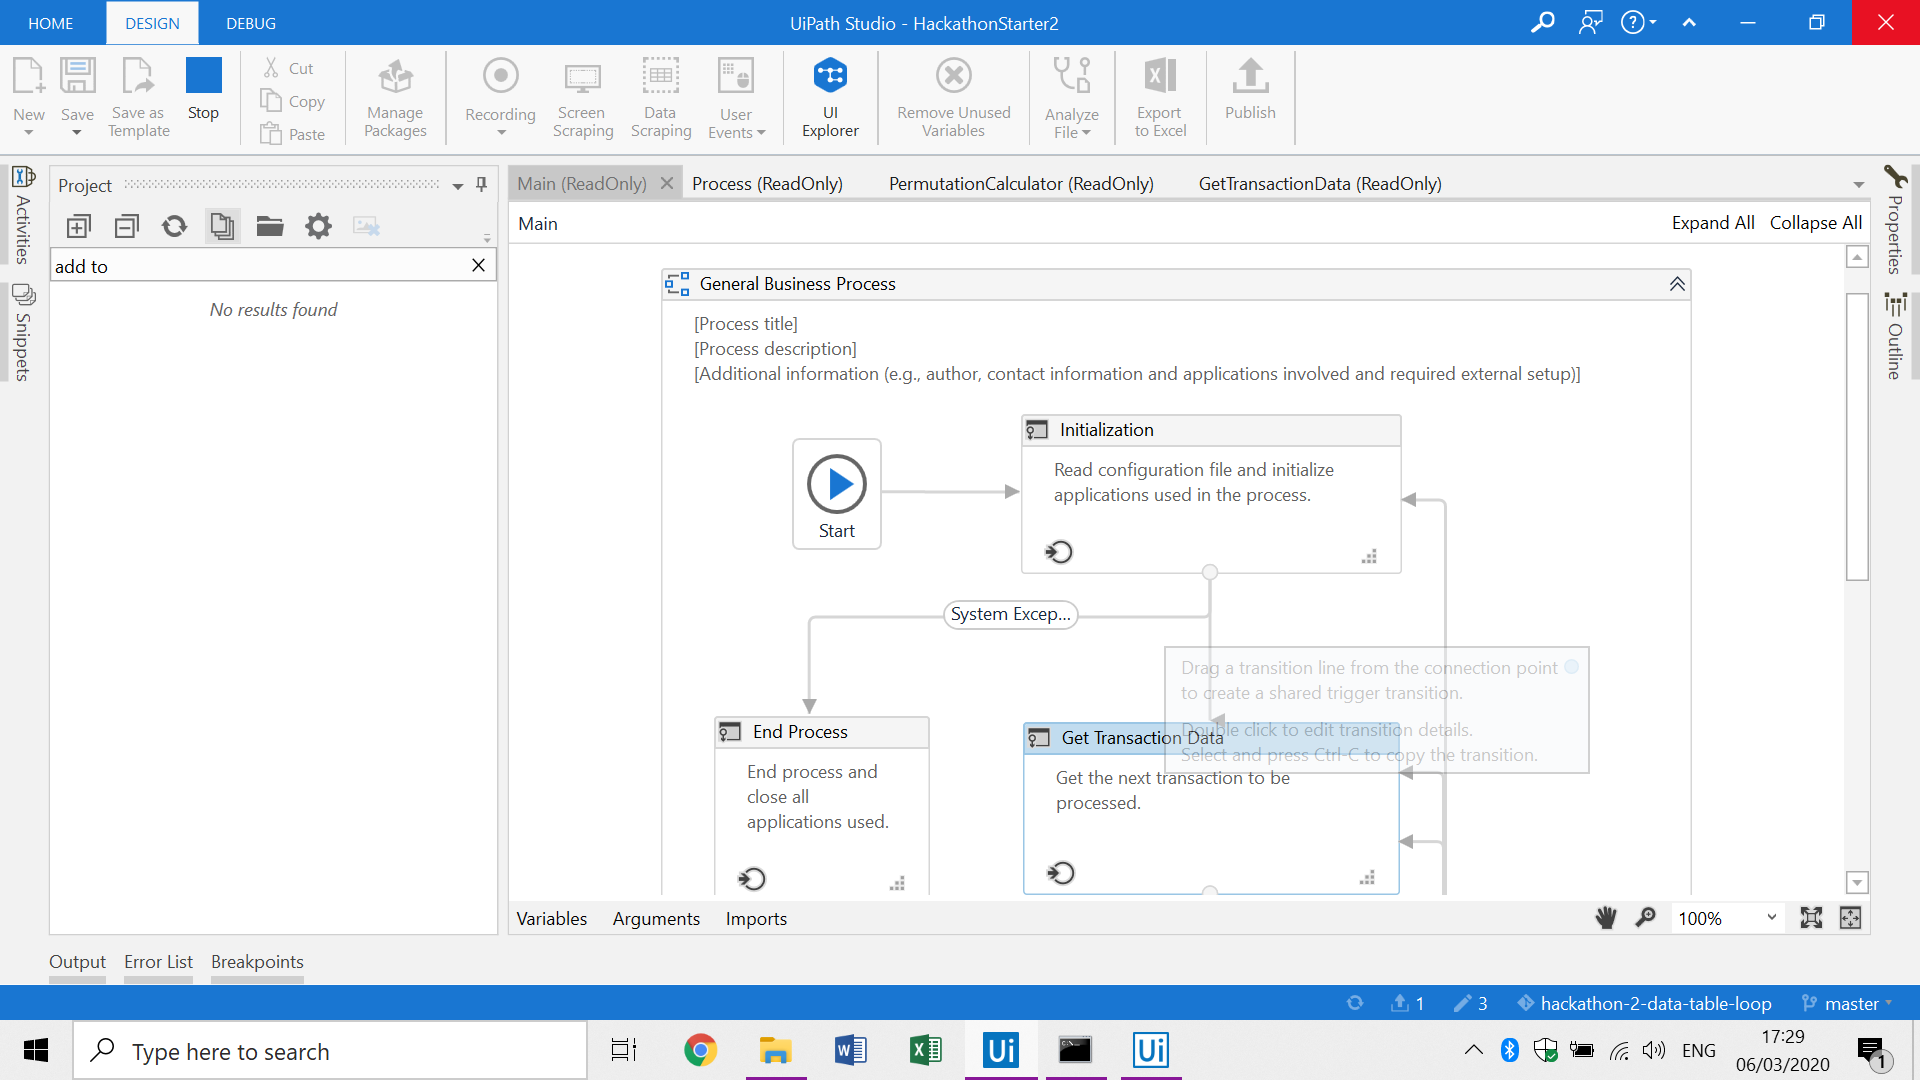 HOME DESIGN DEBUG
UiPath Studio - HackathonStarter2
New Save Save as Template Stop
Cut
Copy
Paste
Manage Packages
Recording
Screen Scraping
Data Scraping
User Events
UI Explorer
Remove Unused Variables
Analyze File
Export to Excel
Publish
Activities
Snippets
Project
add to
No results found
Main (ReadOnly) Process (ReadOnly) PermutationCalculator (ReadOnly) GetTransactionData (ReadOnly)
Main
Expand All Collapse All
Properties
Outline
General Business Process
[Process title]
[Process description]
[Additional information (e.g., author, contact information and applications involved and required external setup)]
Start
Initialization
Read configuration file and initialize
applications used in the process.
System Excep...
Drag a transition line from the connection point
to create a shared trigger transition.
Double click to edit transition details.
Select and press Ctrl-C to copy the transition.
End Process
End process and
close all
applications used.
Get Transaction Data
Get the next transaction to be
processed.
Variables Arguments Imports
100%
Output Error List Breakpoints
1 3 hackathon-2-data-table-loop master
Type here to search
Ui
Ui
ENG
17:29
06/03/2020
1